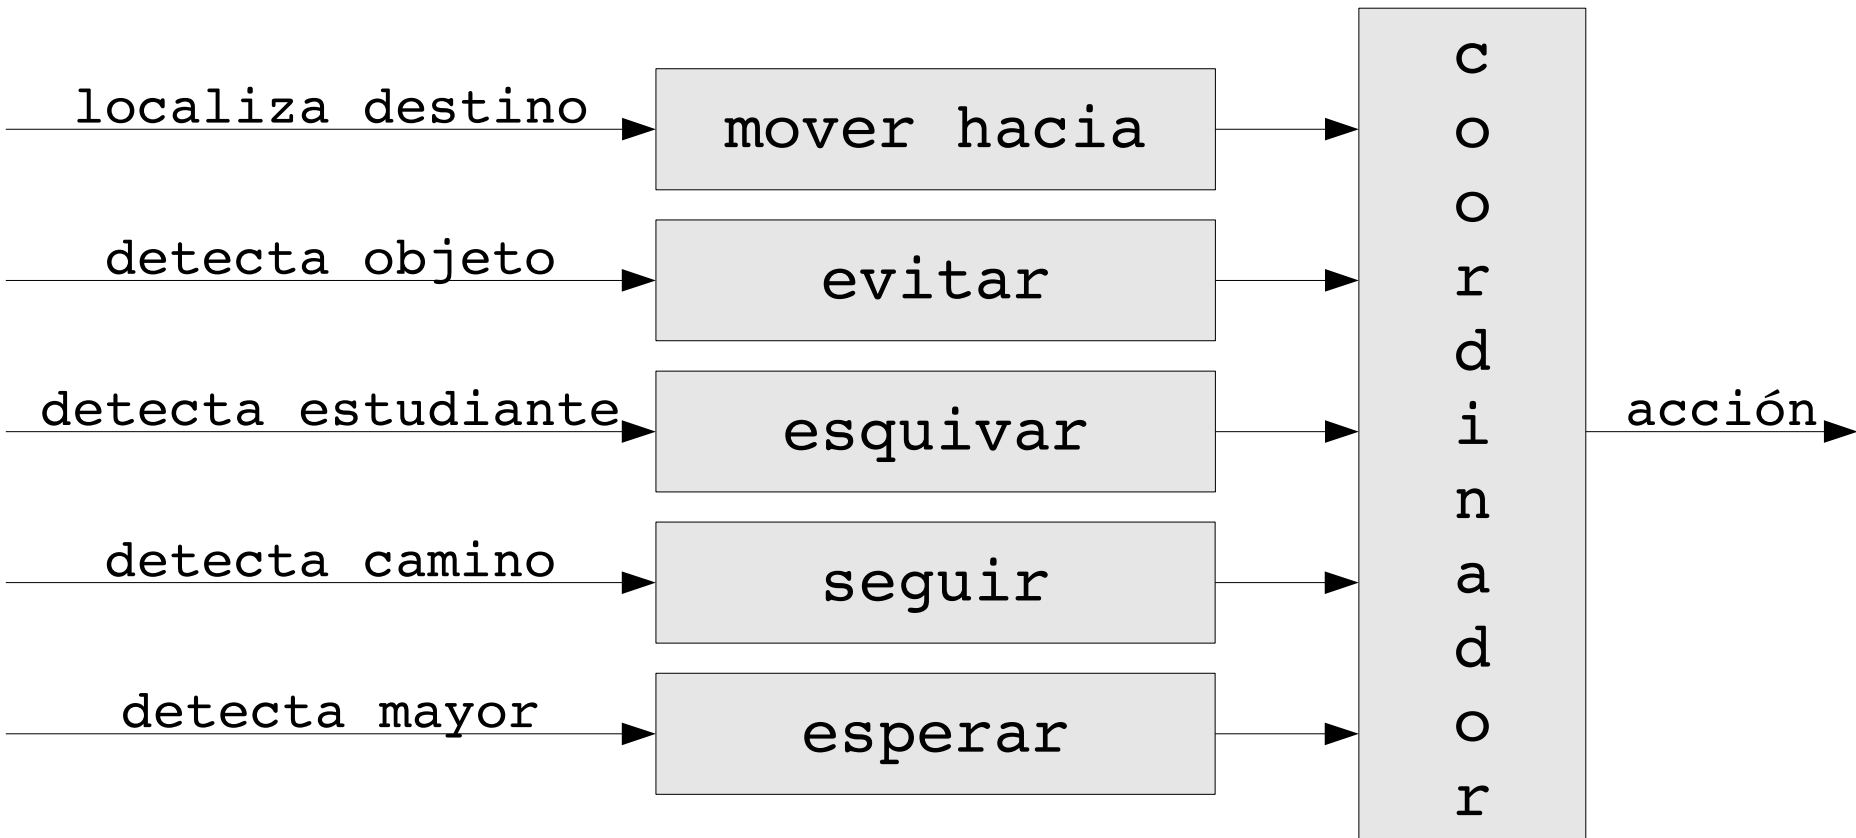 localiza destino
mover hacia
detecta objeto
evitar
detecta estudiante
esquivar
detecta camino
seguir
detecta mayor
esperar
c
o
o
r
d
i
n
a
d
o
r
acción